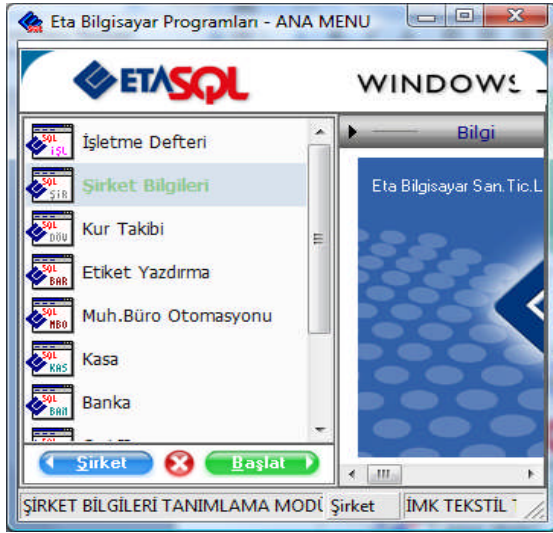 Eta Bilgisayar Programları - ANA MENU
ETASQL
WINDOWS
İşletme Defteri
Şirket Bilgileri
Kur Takibi
Etiket Yazdırma
Muh.Büro Otomasyonu
Kasa
Banka
Bilgi
Eta Bilgisayar San.Tic.L
Şirket
Başlat
ŞİRKET BİLGİLERİ TANIMLAMA MODÜ
Şirket
İMK TEKSTİL